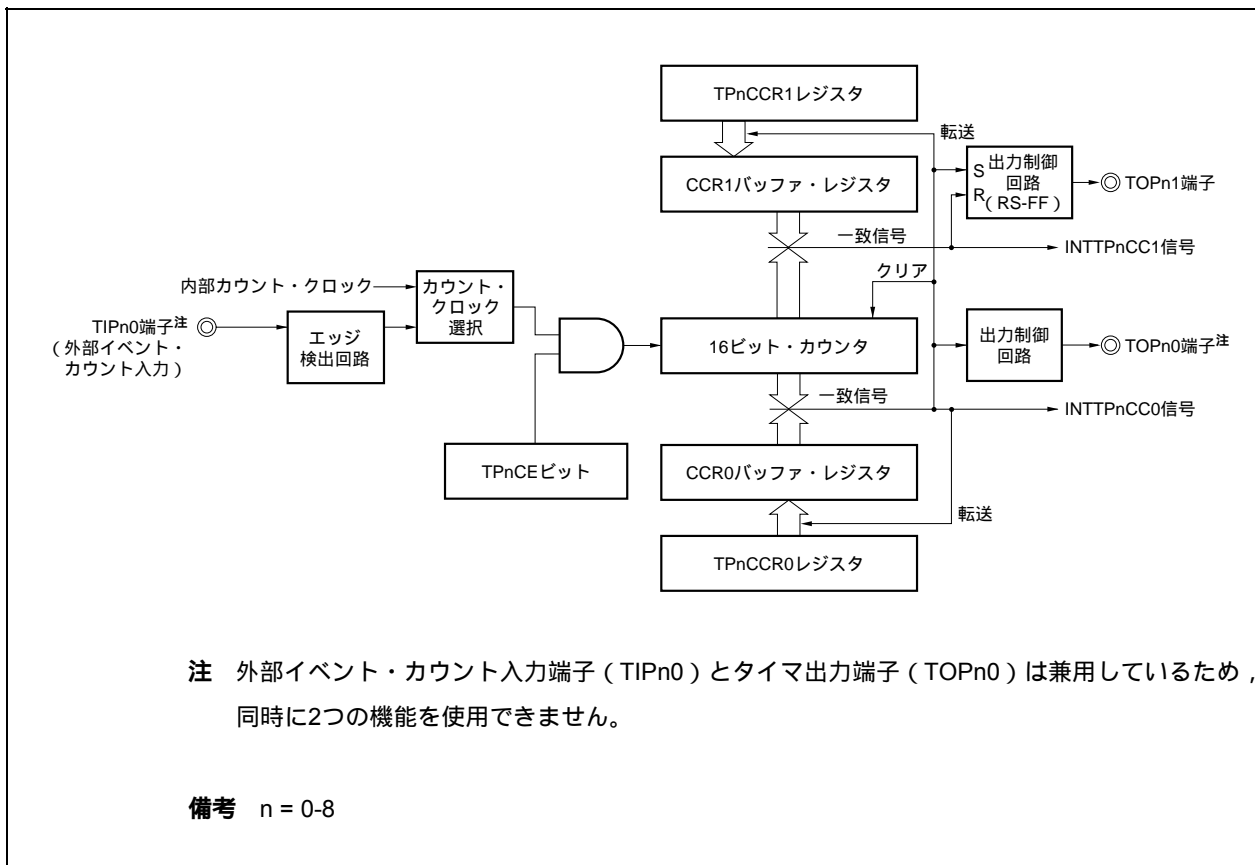 TPnCCR1レジスタ
転送
CCR1バッファ・レジスタ
S
R
出力制御
回路
（RS-FF）
TOPn1端子
一致信号
INTTPnCC1信号
クリア
内部カウント・クロック
カウント・
クロック
選択
TIPn0端子注
（外部イベント・
カウント入力）
エッジ
検出回路
16ビット・カウンタ
出力制御
回路
TOPn0端子注
一致信号
INTTPnCC0信号
TPnCEビット
CCR0バッファ・レジスタ
転送
TPnCCR0レジスタ
注 外部イベント・カウント入力端子（TIPn0）とタイマ出力端子（TOPn0）は兼用しているため，
同時に2つの機能を使用できません。
備考 n = 0-8